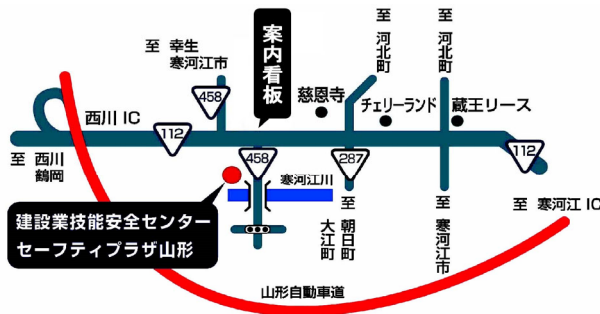 至 幸生
寒河江市
案内看板
至 河北町
至 河北町
458
慈恩寺
チェリーランド
蔵王リース
西川 IC
112
458
287
112
至 西川
鶴岡
寒河江川
至 朝日町
大江町
至 寒河江市
至 寒河江 IC
建設業技能安全センター
セーフティプラザ山形
山形自動車道